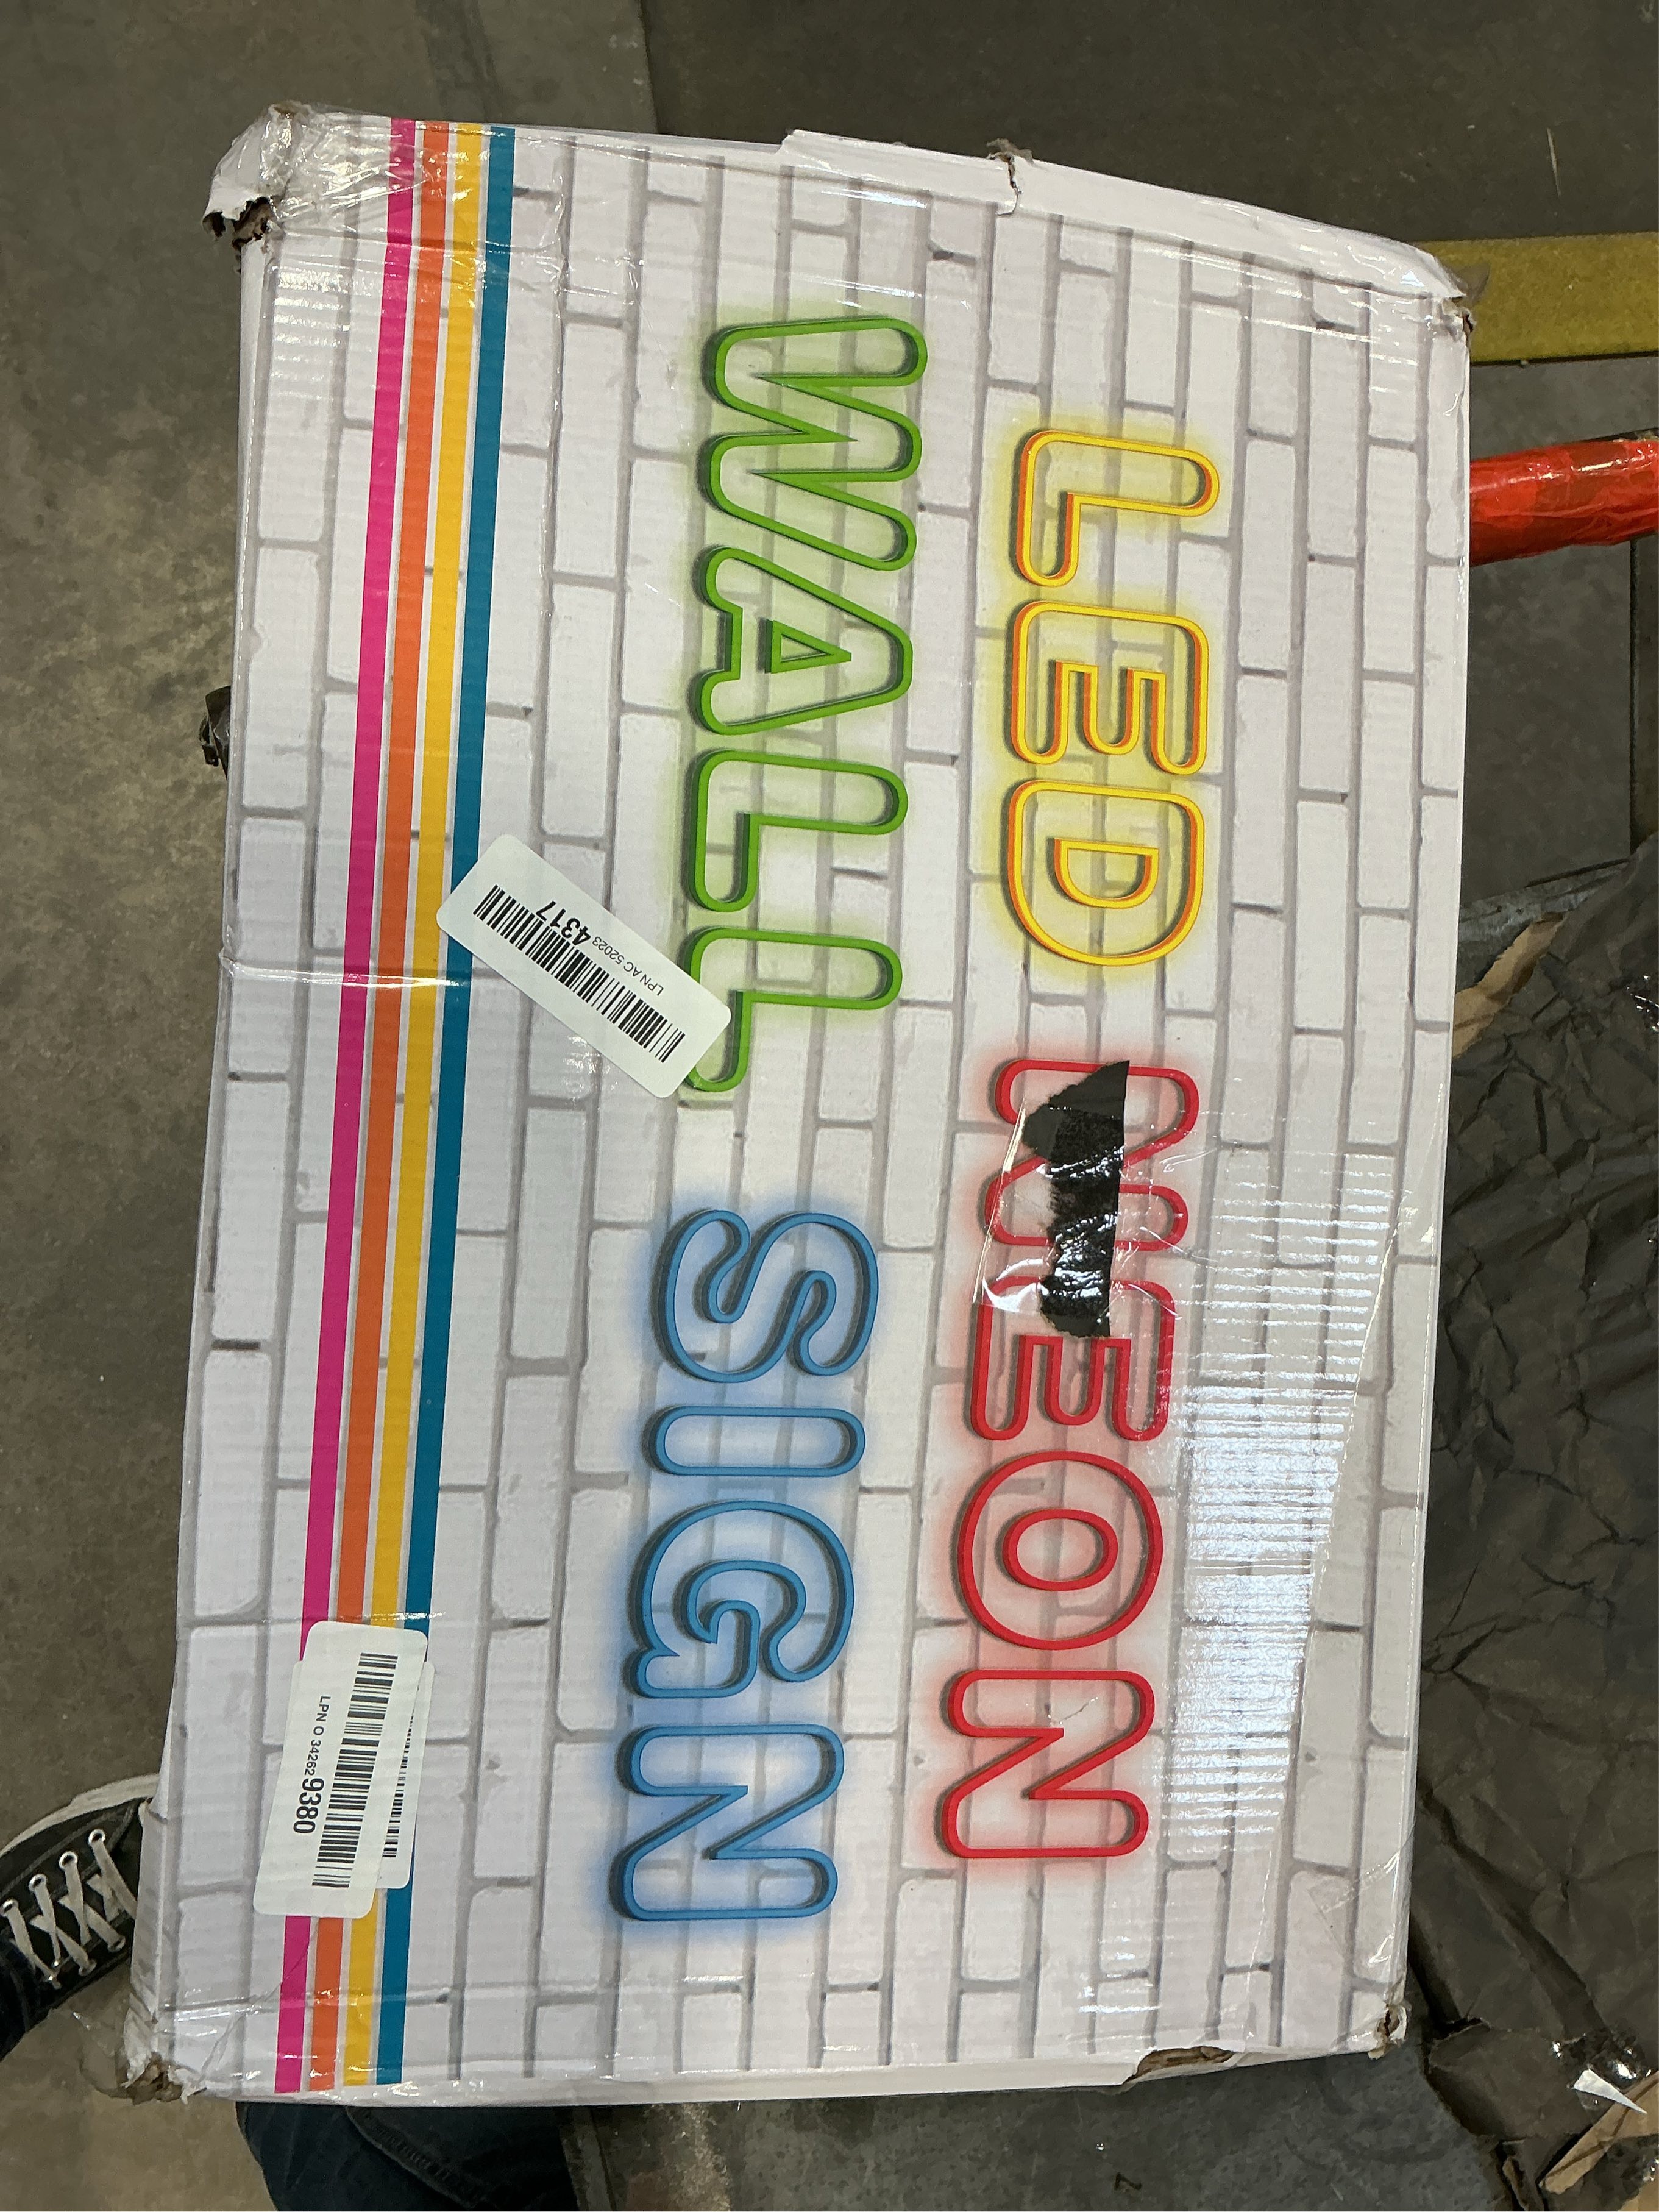 LED NEON
WALL SIGN
LPN AC 52023 4317
LPN O 34262 9380